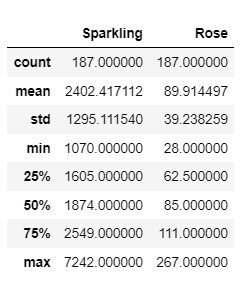 Sparkling Rose
count 187.000000 187.000000
mean 2402.417112 89.914497
std 1295.111540 39.238259
min 1070.000000 28.000000
25% 1605.000000 62.500000
50% 1874.000000 85.000000
75% 2549.000000 111.000000
max 7242.000000 267.000000